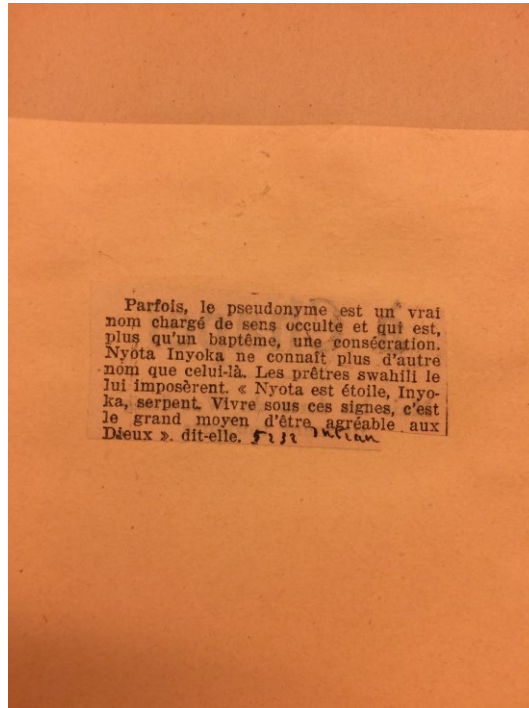 Parfois, le pseudonyme est un vrai
nom chargé de sens occulte et qui est,
plus qu'un baptême, une consécration.
Nyota Inyoka ne connaît plus d'autre
nom que celui-là. Les prêtres swahili le
lui imposèrent. « Nyota est étoile, Inyo-
ka, serpent. Vivre sous ces signes, c'est
le grand moyen d'être agréable aux
Dieux ». dit-elle.